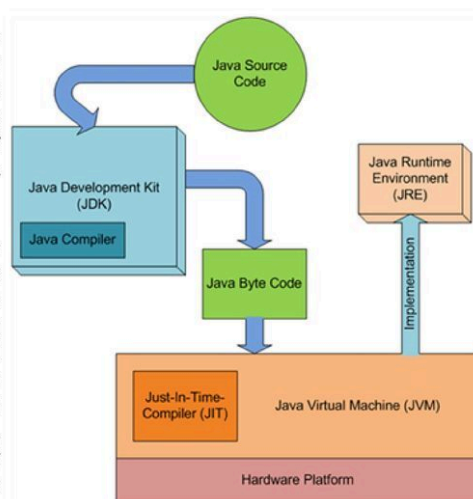 Java Source
Code
Java Development Kit
(JDK)
Java Compiler
Java Runtime
Environment
(JRE)
Java Byte Code
Implementation
Just-In-Time-
Compiler (JIT)
Java Virtual Machine (JVM)
Hardware Platform